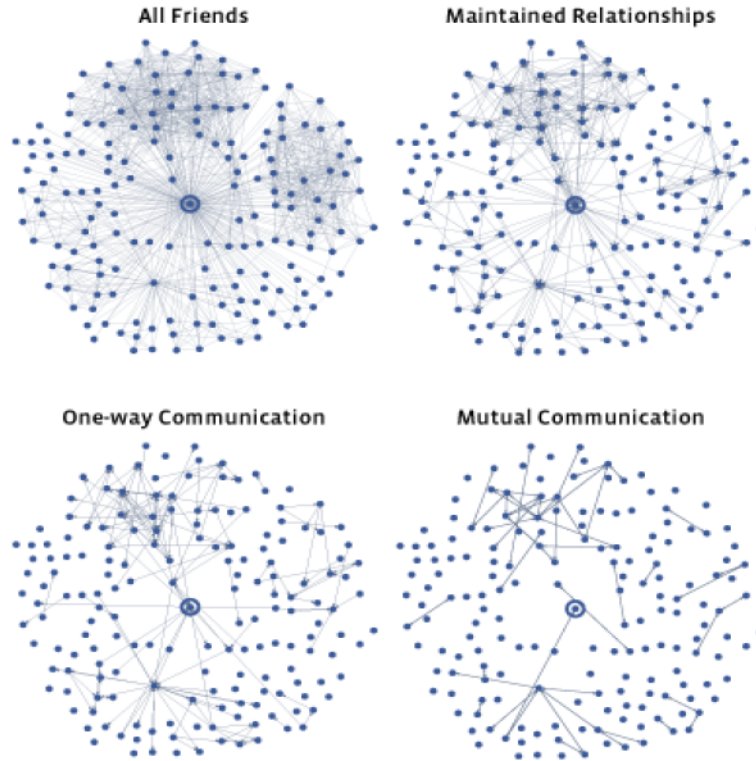 All Friends
Maintained Relationships
One-way Communication
Mutual Communication